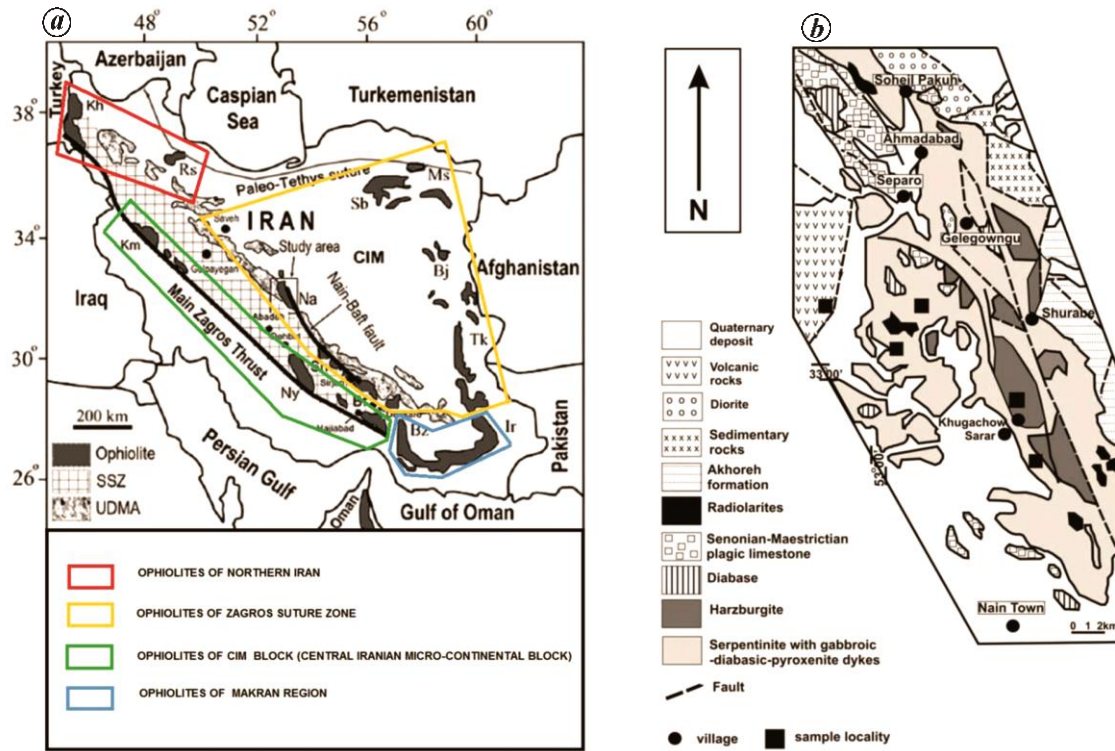 a
48
52
56
60
Azerbaijan
Turkey
Caspian
Sea
Turkemenistan
38°
Kh
Rs
Paleo-Tethys suture
Ms
Sb
Saveh
IRAN
Study area
CIM
34°
Km
Golpayegan
Bj
Afghanistan
Na
Nain-Baft fault
Iraq
Main Zagros Thrust
Abadeh
Tk
30°
Ny
Sirjan
200 km
Bz
Ir
Pakistan
Hajiabad
Ophiolite
SSZ
UDMA
26°
Persian Gulf
Oman
Gulf of Oman
OPHIOLITES OF NORTHERN IRAN
OPHIOLITES OF ZAGROS SUTURE ZONE
OPHIOLITES OF CIM BLOCK (CENTRAL IRANIAN MICRO-CONTINENTAL BLOCK)
OPHIOLITES OF MAKRAN REGION
N
Quaternary
deposit
Volcanic
rocks
Diorite
Sedimentary
rocks
Akhoreh
formation
Radiolarites
Senonian-Maestrictian
plagic limestone
Diabase
Harzburgite
Serpentinite with gabbroic
-diabasic-pyroxenite dykes
Fault
village
sample locality
b
Soheil Pakuh
Ahmadabad
Separo
Gelegowngu
Shurabe
33°00'
Khugachow
Sarar
52°00'
Nain Town
0 1 2km